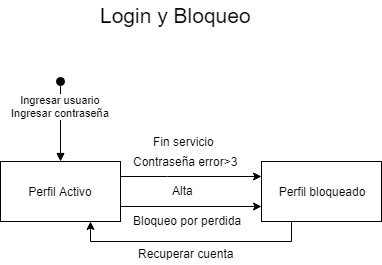 Login y Bloqueo
Ingresar usuario
Ingresar contraseña
Fin servicio
Contraseña error>3
Perfil Activo
Alta
Perfil bloqueado
Bloqueo por perdida
Recuperar cuenta